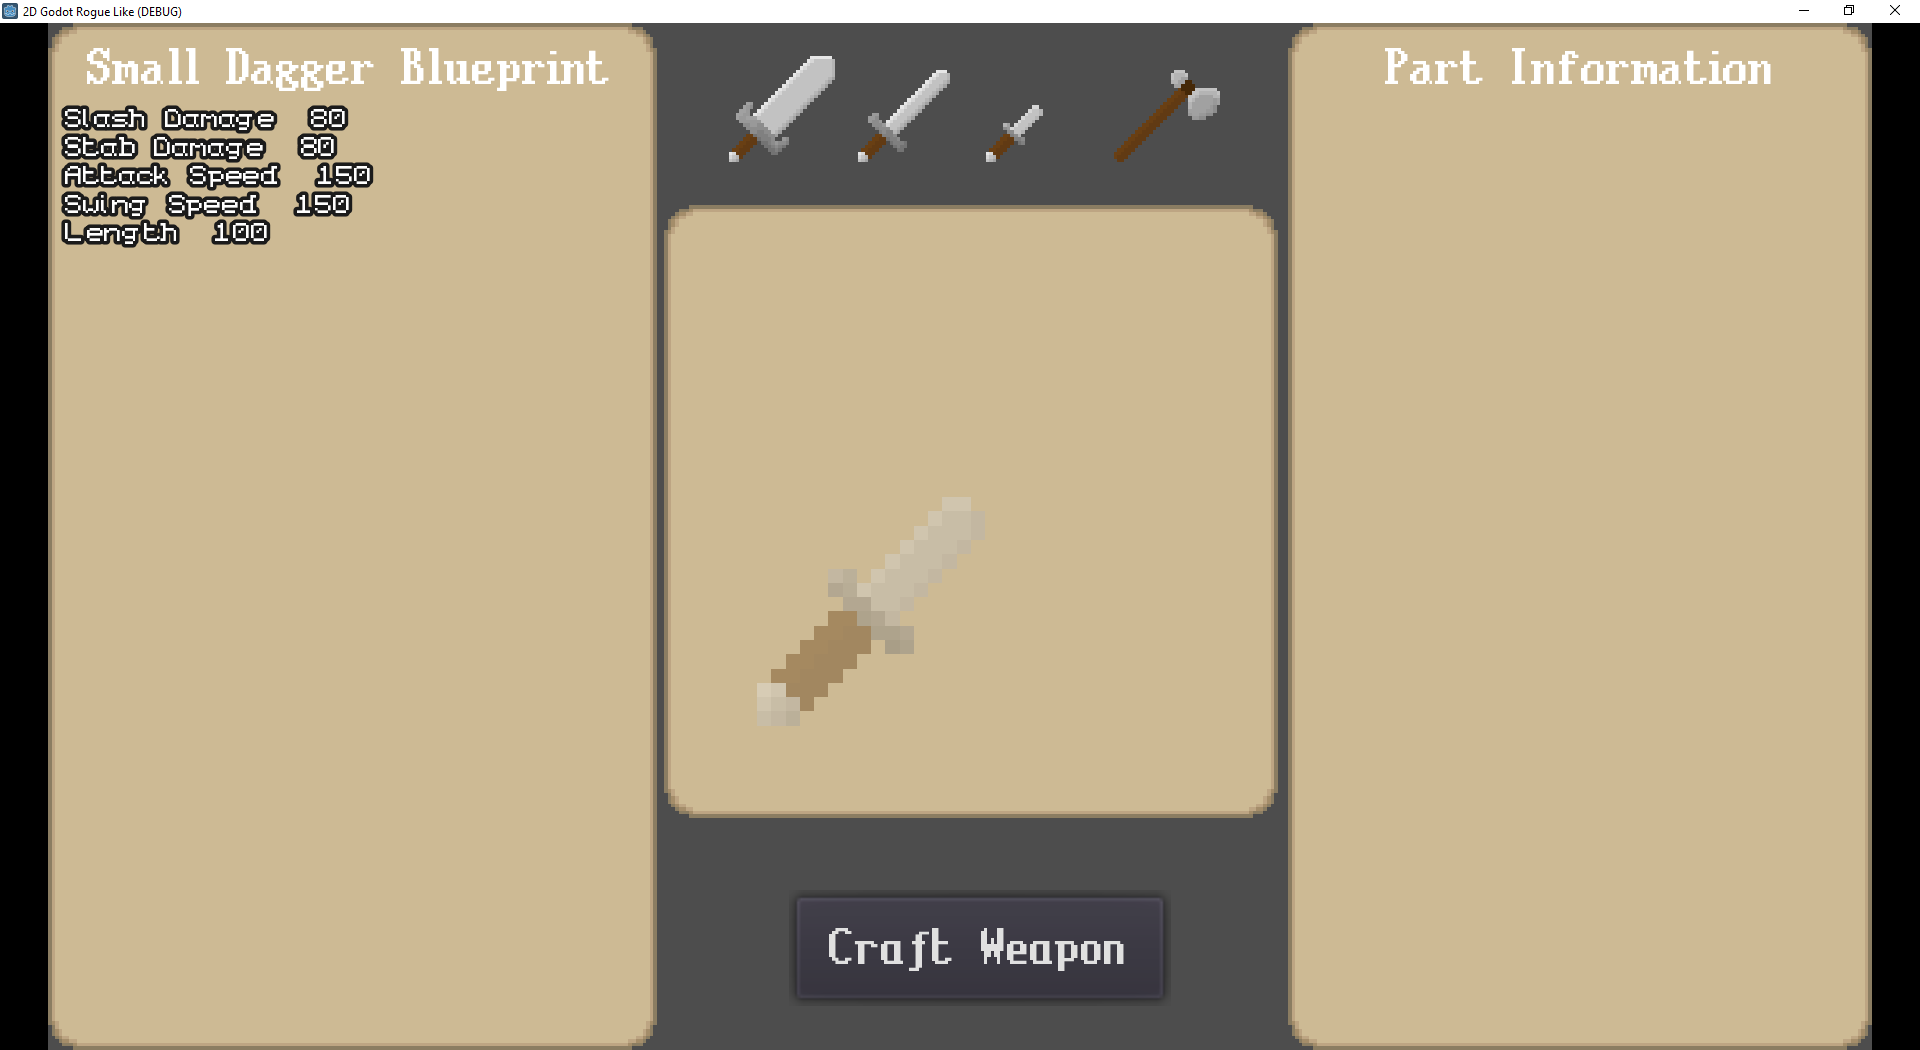 2D Godot Rogue Like (DEBUG)
Small Dagger Blueprint
Slash Damage 80
Stab Damage 80
Attack Speed 150
Swing Speed 150
Length 100
Part Information
Craft Weapon